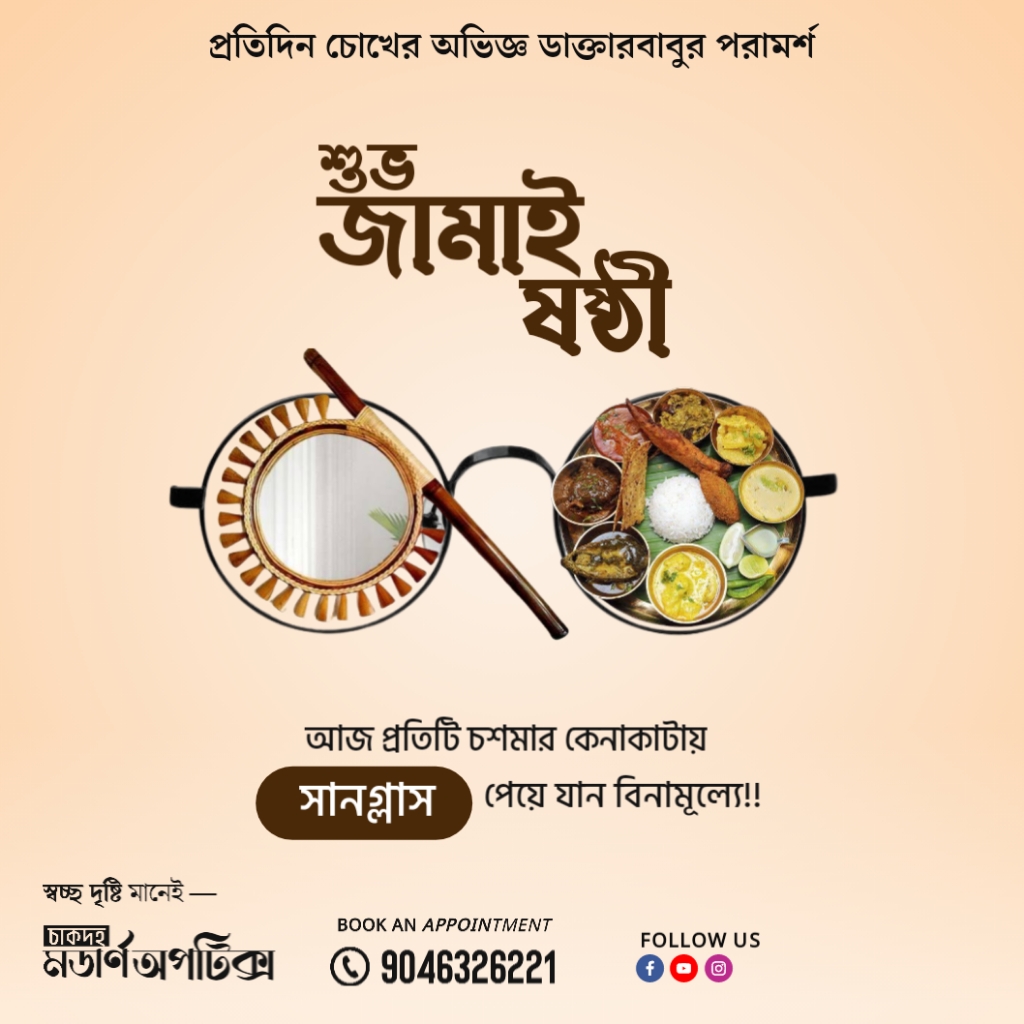 প্রতিদিন চোখের অভিজ্ঞ ডাক্তারবাবুর পরামর্শ
শুভ
জামাই
ষষ্ঠী
আজ প্রতিটি চশমার কেনাকাটায়
সানগ্লাস পেয়ে যান বিনামূল্যে!!
স্বচ্ছ দৃষ্টি মানেই —
চাকদহ
মডার্ণ অপটিক্স
BOOK AN APPOINTMENT
9046326221
FOLLOW US